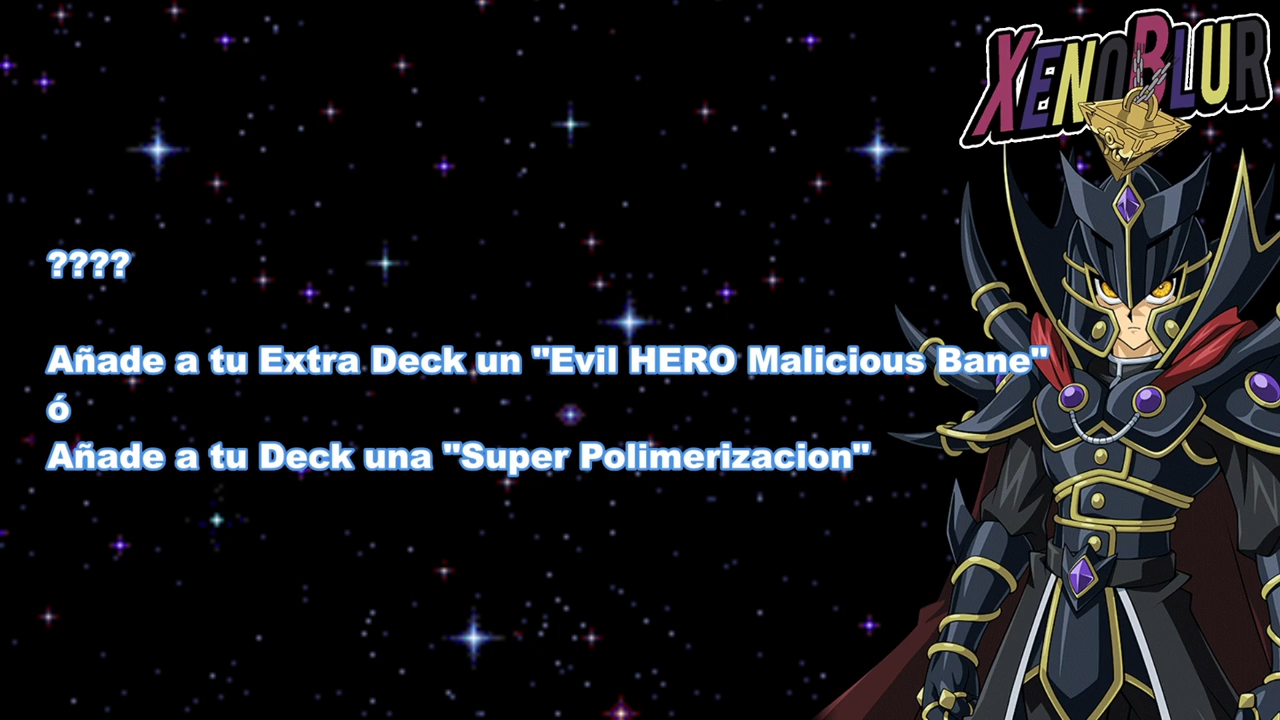 XENOBLUR
????
Añade a tu Extra Deck un "Evil HERO Malicious Bane"
ó
Añade a tu Deck una "Super Polimerizacion"